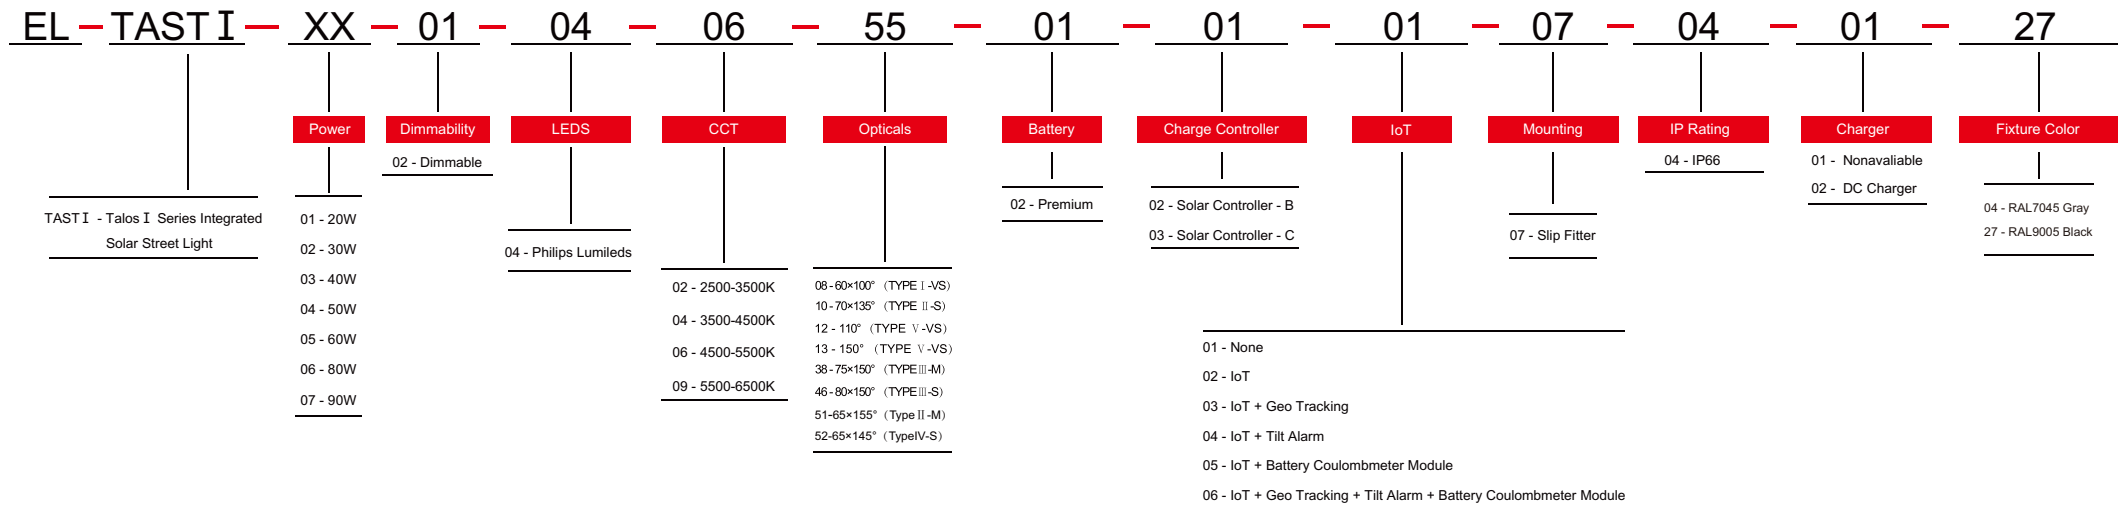 EL - TASTⅠ - XX - 01 - 04 - 06 - 55 - 01 - 01 - 01 - 07 - 04 - 01 - 27
TASTⅠ - Talos Ⅰ Series Integrated
Solar Street Light
Power
01 - 20W
02 - 30W
03 - 40W
04 - 50W
05 - 60W
06 - 80W
07 - 90W
Dimmability
02 - Dimmable
LEDS
04 - Philips Lumileds
CCT
02 - 2500-3500K
04 - 3500-4500K
06 - 4500-5500K
09 - 5500-6500K
Opticals
08-60×100°（TYPE Ⅰ-VS）
10-70×135°（TYPE Ⅱ-S）
12 - 110°（TYPE Ⅴ-VS）
13 - 150°（TYPE Ⅴ-VS）
38-75×150°（TYPEⅢ-M）
46-80×150°（TYPEⅢ-S）
51-65×155°（Type Ⅱ-M）
52-65×145°（TypeIV-S）
Battery
02 - Premium
Charge Controller
02 - Solar Controller - B
03 - Solar Controller - C
IoT
01 - None
02 - IoT
03 - IoT + Geo Tracking
04 - IoT + Tilt Alarm
05 - IoT + Battery Coulombmeter Module
06 - IoT + Geo Tracking + Tilt Alarm + Battery Coulombmeter Module
Mounting
07 - Slip Fitter
IP Rating
04 - IP66
Charger
01 - Nonavaliable
02 - DC Charger
Fixture Color
04 - RAL7045 Gray
27 - RAL9005 Black